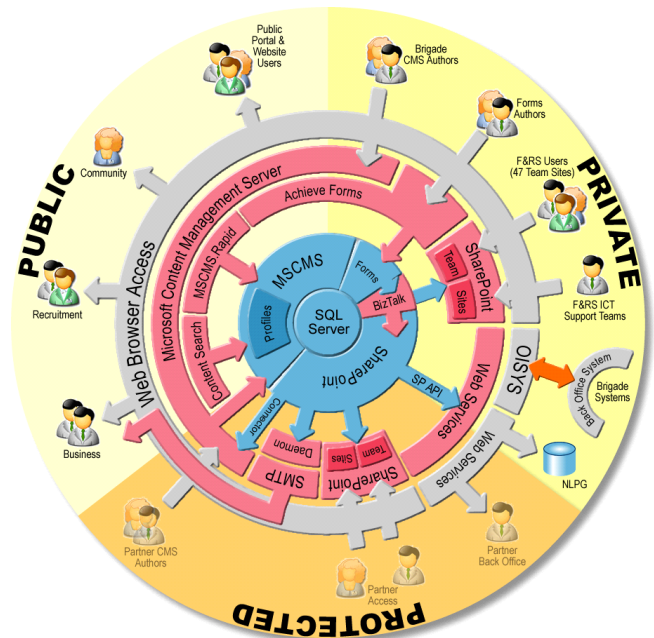 Public
Portal &
Website
Users
Brigade
CMS Authors
Forms
Authors
F&RS Users
(47 Team Sites)
Community
PUBLIC
PRIVATE
Recruitment
F&RS ICT
Support Teams
Web Browser Access
Microsoft Content Management Server
Achieve Forms
MSCMS.Rapid
Content Search
MSCMS
Forms
BizTalk
Profiles
SQL
Server
SharePoint
SharePoint
Team
Sites
SP API
Web Services
OISYS
Back Office System
Brigade
Systems
Business
Connector
Daemon
SMTP
Sites
Team
SharePoint
Web Services
NLPG
Partner CMS
Authors
Partner
Back Office
Partner
Access
PROTECTED